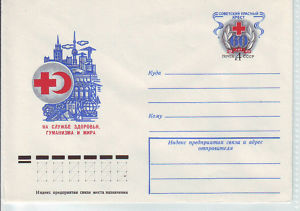 СОВЕТСКИЙ КРАСНЫЙ
КРЕСТ
4
ПОЧТА СССР
Куда
Кому
НА СЛУЖБЕ ЗДОРОВЬЯ,
ГУМАНИЗМА И МИРА
Индекс предприятия связи и адрес
отправителя
Индекс предприятия связи места назначения